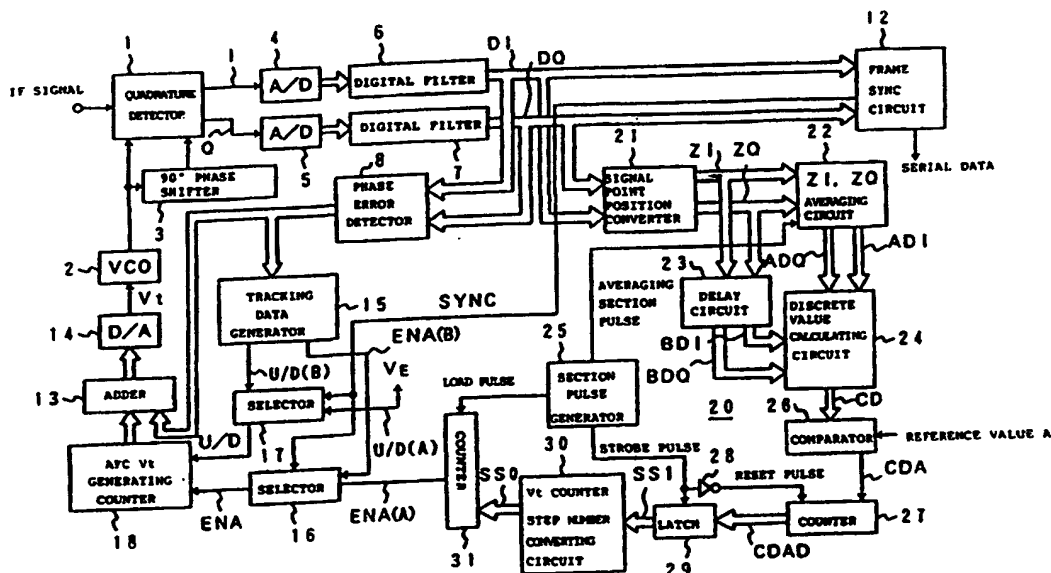 1
IF SIGNAL
QUADRATURE
DETECTOR
I
Q
4
A/D
A/D
5
6
DIGITAL FILTER
DIGITAL FILTER
7
DI
DQ
12
FRAME
SYNC
CIRCUIT
SERIAL DATA
90° PHASE
SHIFTER
3
8
PHASE
ERROR
DETECTOR
21
SIGNAL
POINT
POSITION
CONVERTER
ZI
ZQ
22
ZI, ZQ
AVERAGING
CIRCUIT
ADQ
ADI
2
VCO
Vt
14
D/A
13
ADDER
TRACKING
DATA
GENERATOR
15
SYNC
ENA(B)
U/D(B)
VE
SELECTOR
17
U/D(A)
U/D
AFC Vt
GENERATING
COUNTER
18
ENA
SELECTOR
16
ENA(A)
AVERAGING
SECTION
PULSE
23
DELAY
CIRCUIT
BDI
BDQ
DISCRETE
VALUE
CALCULATING
CIRCUIT
24
25
SECTION
PULSE
GENERATOR
LOAD PULSE
STROBE PULSE
20
CD
26
COMPARATOR
REFERENCE VALUE A
CDA
28
RESET PULSE
COUNTER
27
CDAD
LATCH
29
SSI
30
Vt COUNTER
STEP NUMBER
CONVERTING
CIRCUIT
SSO
COUNTER
31